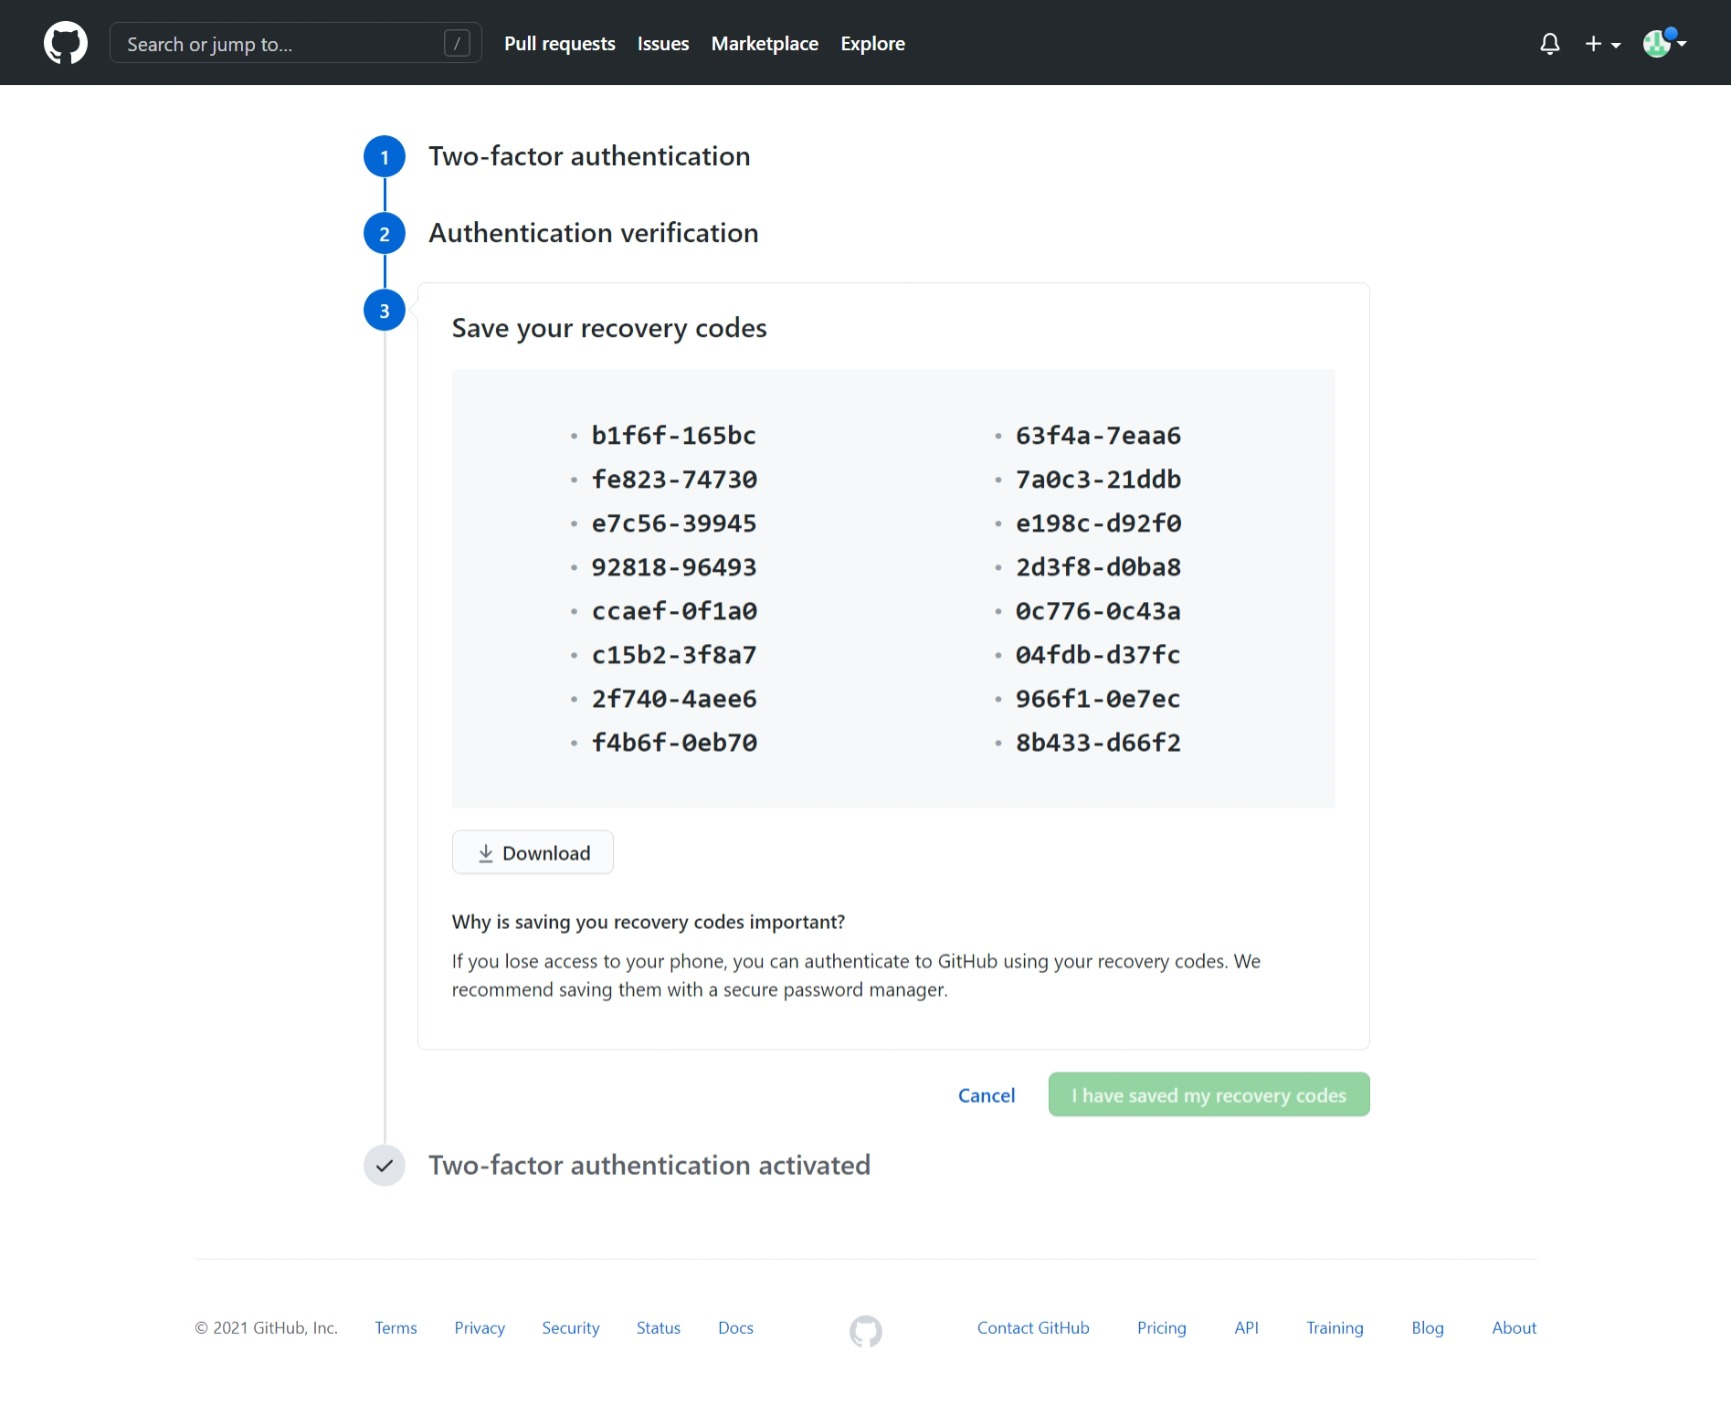 Search or jump to... /
Pull requests Issues Marketplace Explore
1 Two-factor authentication
2 Authentication verification
3 Save your recovery codes
b1f6f-165bc 63f4a-7eaa6
fe823-74730 7a0c3-21ddb
e7c56-39945 e198c-d92f0
92818-96493 2d3f8-d0ba8
ccaef-0f1a0 0c776-0c43a
c15b2-3f8a7 04fdb-d37fc
2f740-4aee6 966f1-0e7ec
f4b6f-0eb70 8b433-d66f2
Download
Why is saving you recovery codes important?
If you lose access to your phone, you can authenticate to GitHub using your recovery codes. We
recommend saving them with a secure password manager.
Cancel I have saved my recovery codes
Two-factor authentication activated
© 2021 GitHub, Inc. Terms Privacy Security Status Docs Contact GitHub Pricing API Training Blog About